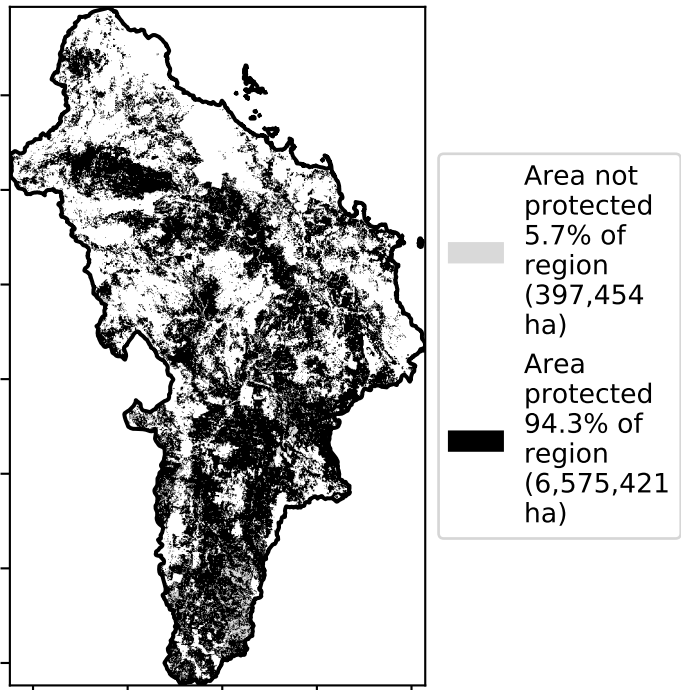 Area not
protected
5.7% of
region
(397,454
ha)
Area
protected
94.3% of
region
(6,575,421
ha)